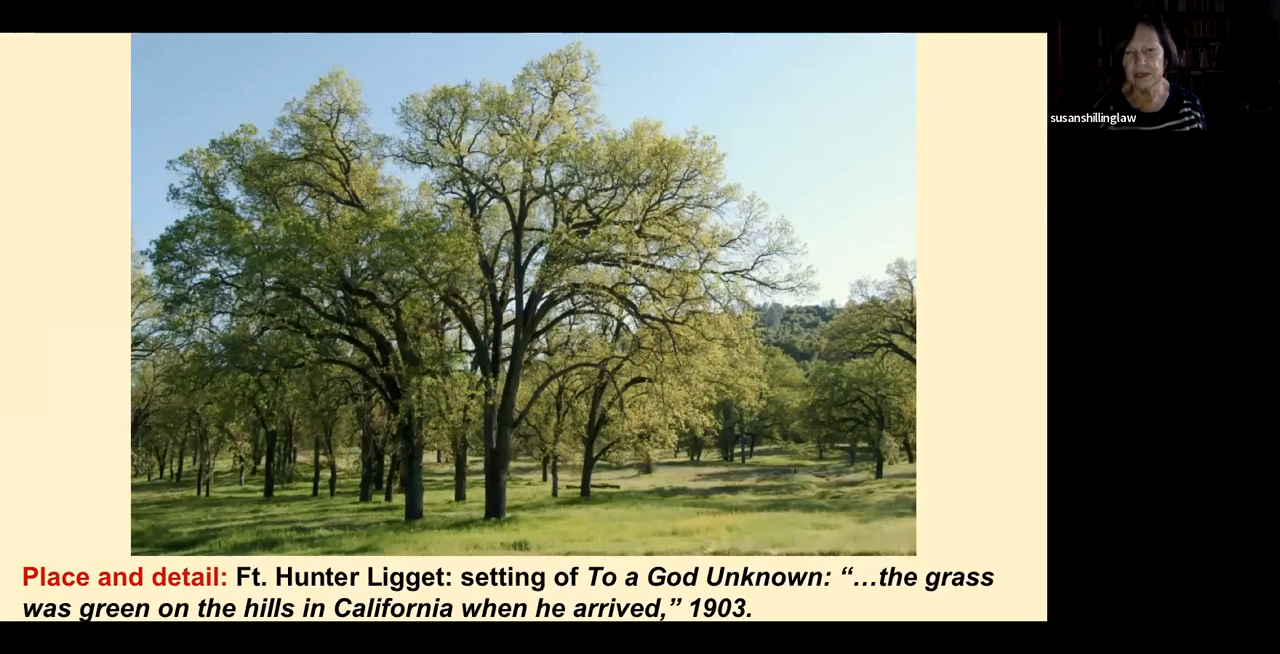 susanshillinglaw
Place and detail: Ft. Hunter Ligget: setting of To a God Unknown: “…the grass
was green on the hills in California when he arrived,” 1903.